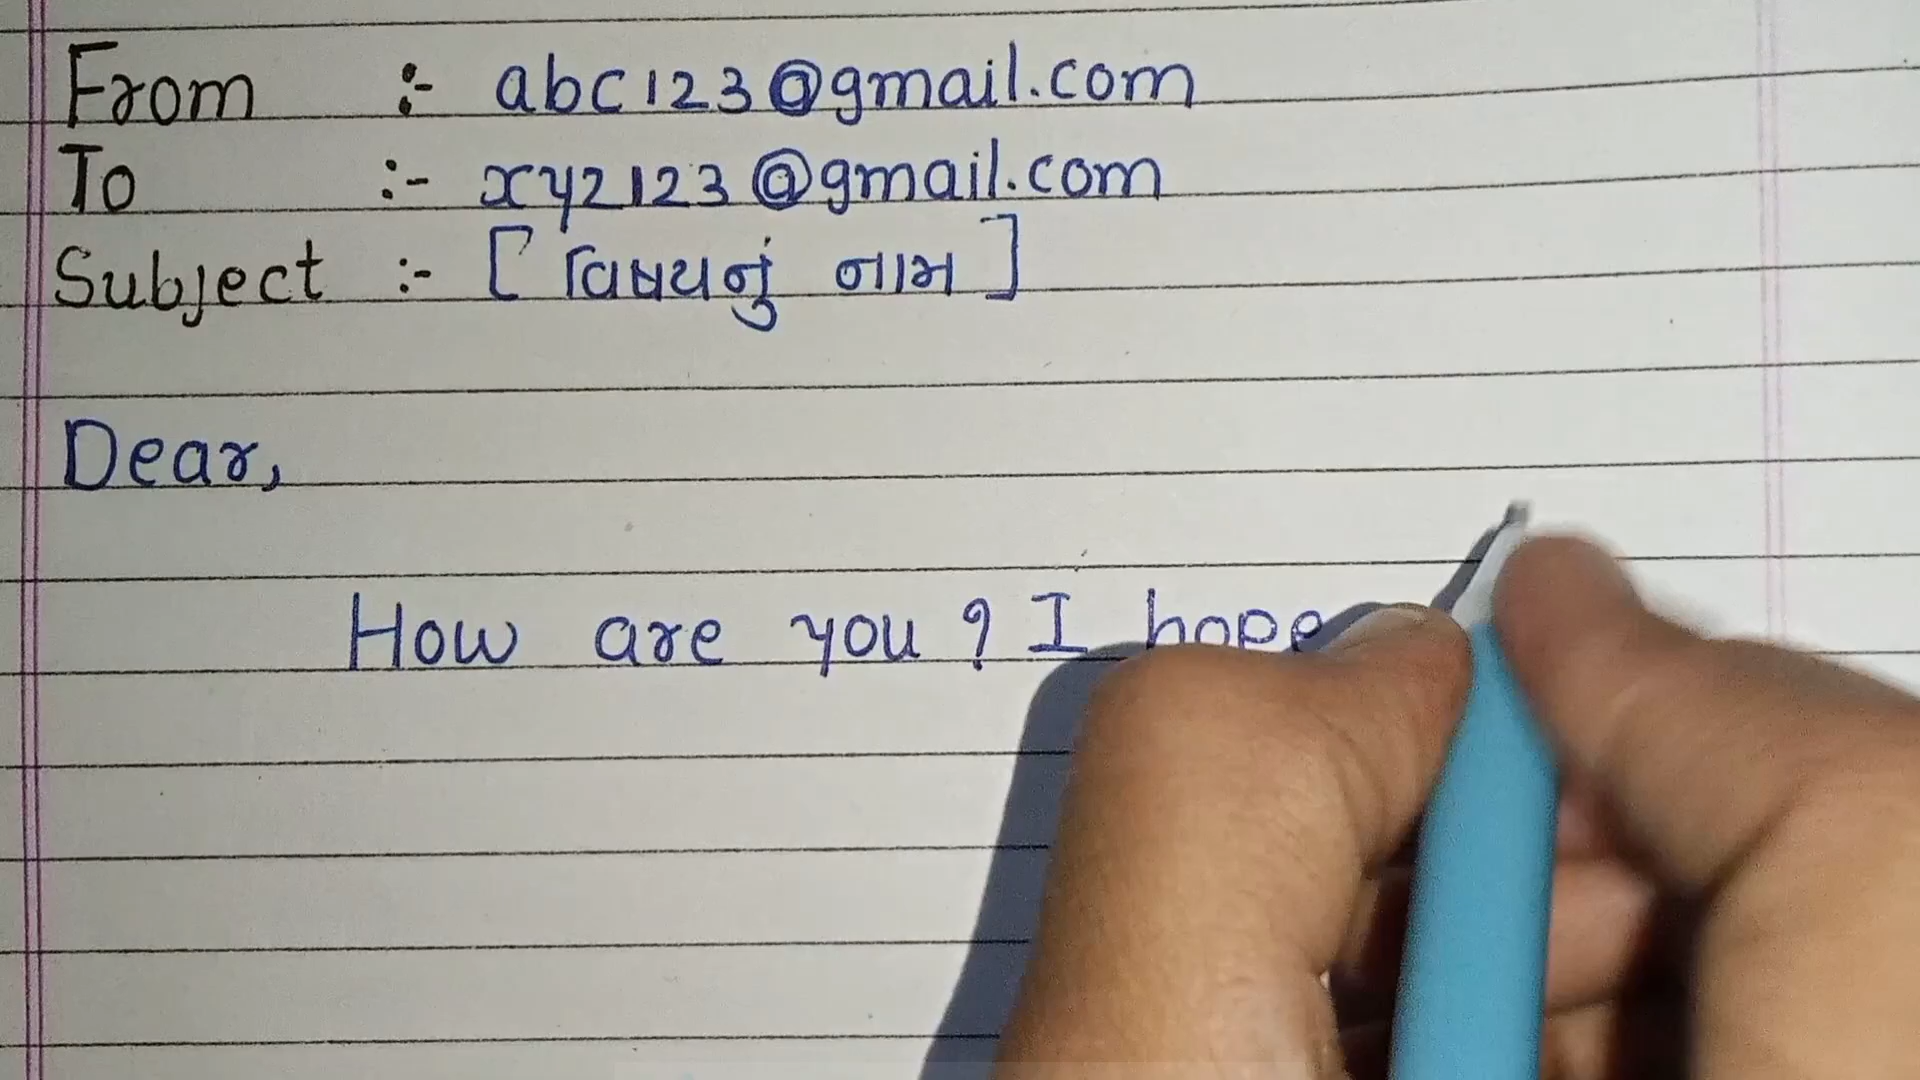 From :- abc123@gmail.com
To :- xyz123@gmail.com
Subject :- [ વિષયનું નામ ]
Dear,
How are you ? I hope